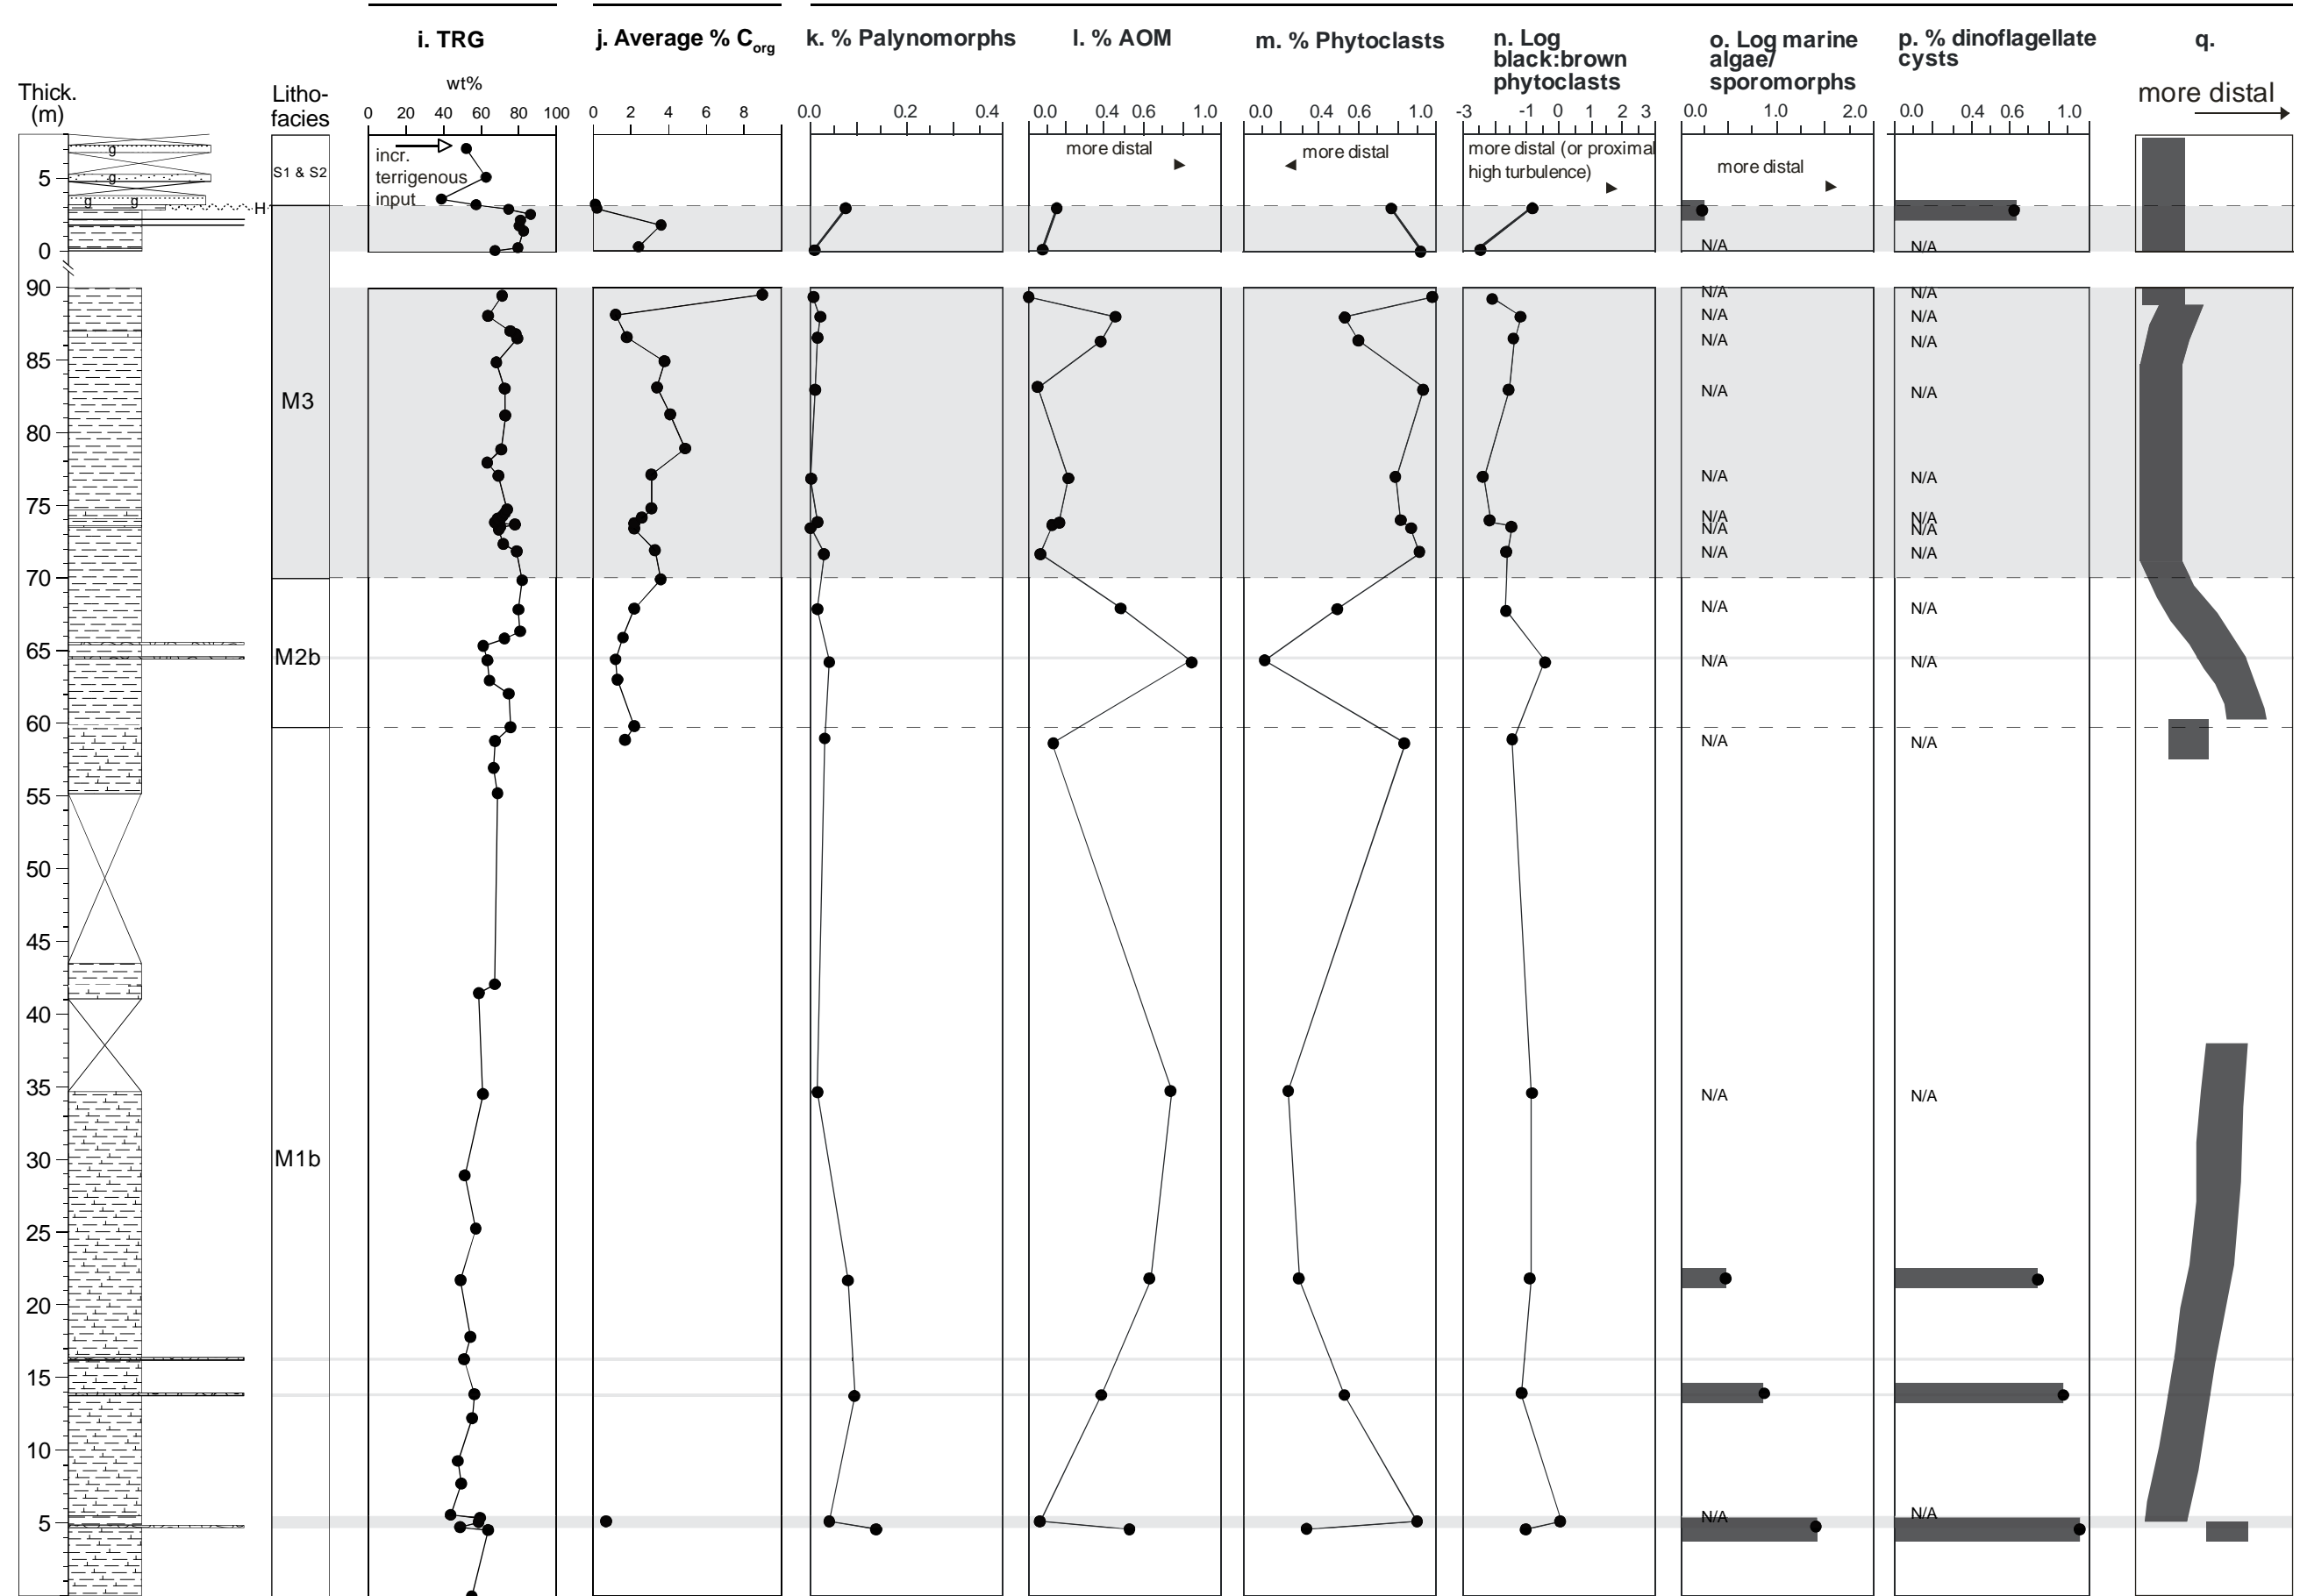 i. TRG
j. Average % Corg
k. % Palynomorphs
l. % AOM
m. % Phytoclasts
n. Log
black:brown
phytoclasts
o. Log marine
algae/
sporomorphs
p. % dinoflagellate
cysts
q.
wt%
Thick.
(m)
Litho-
facies
more distal
0 20 40 60 80 100
0 2 4 6 8
0.0 0.2 0.4
0.0 0.4 0.6 1.0
0.0 0.4 0.6 1.0
-3 -1 0 1 2 3
0.0 1.0 2.0
0.0 0.4 0.6 1.0
incr.
terrigenous
input
more distal
more distal
more distal (or proximal
high turbulence)
more distal
g
g
g g
H
S1 & S2
M3
M2b
M1b
5
0
90
85
80
75
70
65
60
55
50
45
40
35
30
25
20
15
10
5
N/A N/A
N/A N/A
N/A N/A
N/A N/A
N/A N/A
N/A N/A
N/A N/A
N/A N/A
N/A N/A
N/A N/A
N/A N/A
N/A N/A
N/A N/A
N/A N/A